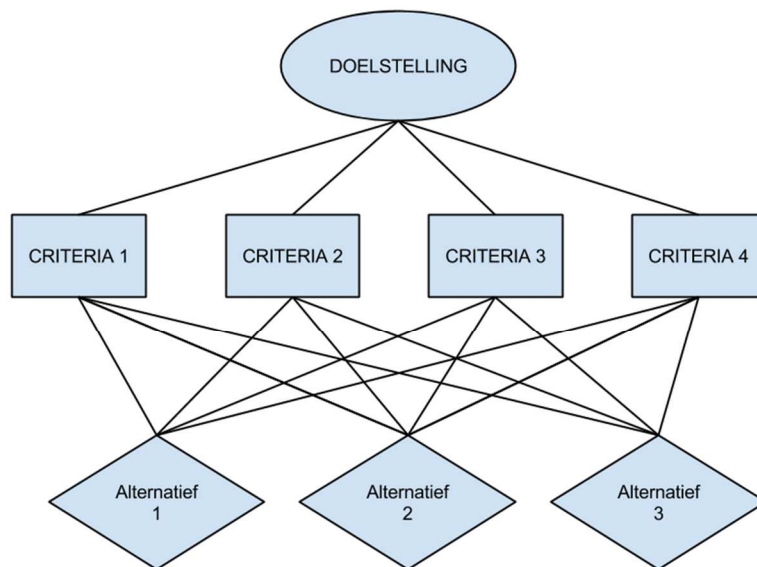 DOELSTELLING
CRITERIA 1
CRITERIA 2
CRITERIA 3
CRITERIA 4
Alternatief
1
Alternatief
2
Alternatief
3